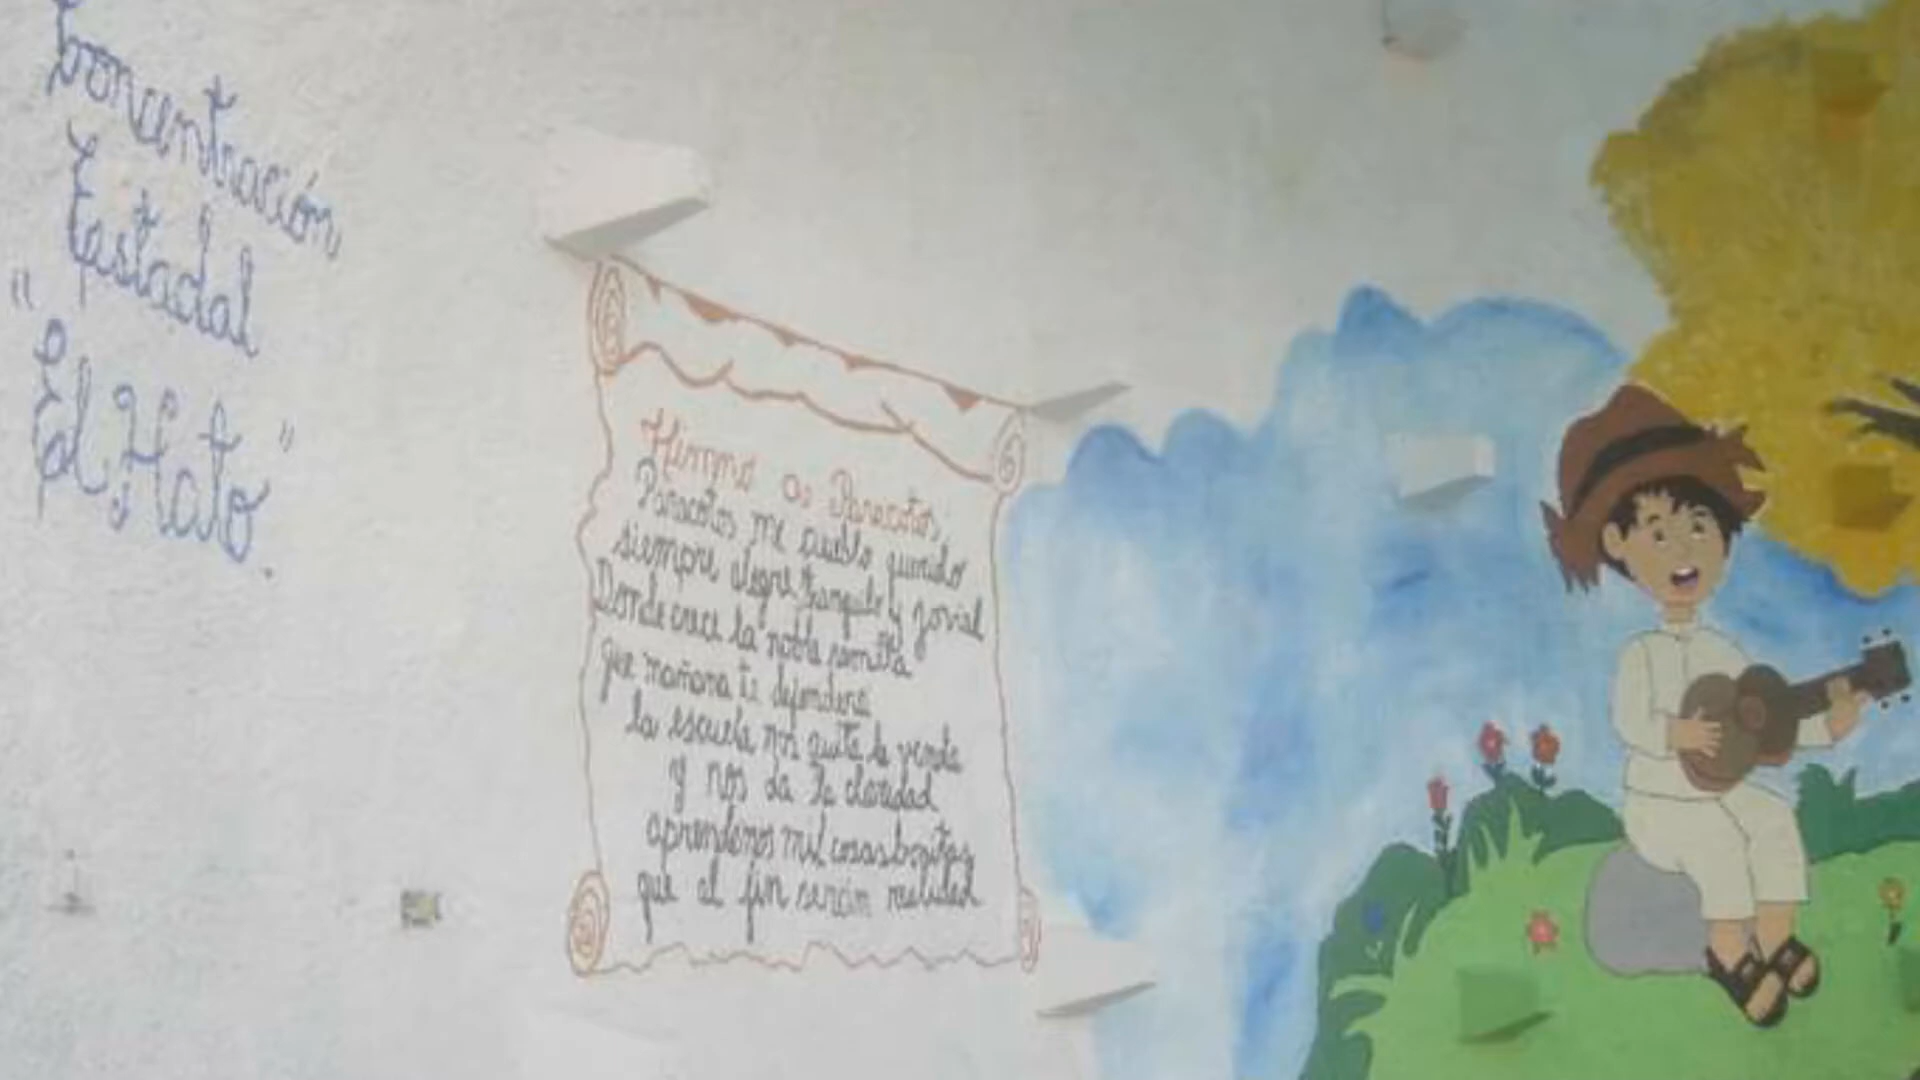 Concentración
Estadal
"El Hato".
Himno a Paracotos
Paracotos mi pueblo querido
siempre alegre tranquilo y jovial
Donde crece la noble semilla
que mañana te defenderá
la escuela nos quita la venda
y nos da la claridad
aprendemos mil cosas bonitas
que al fin serán realidad